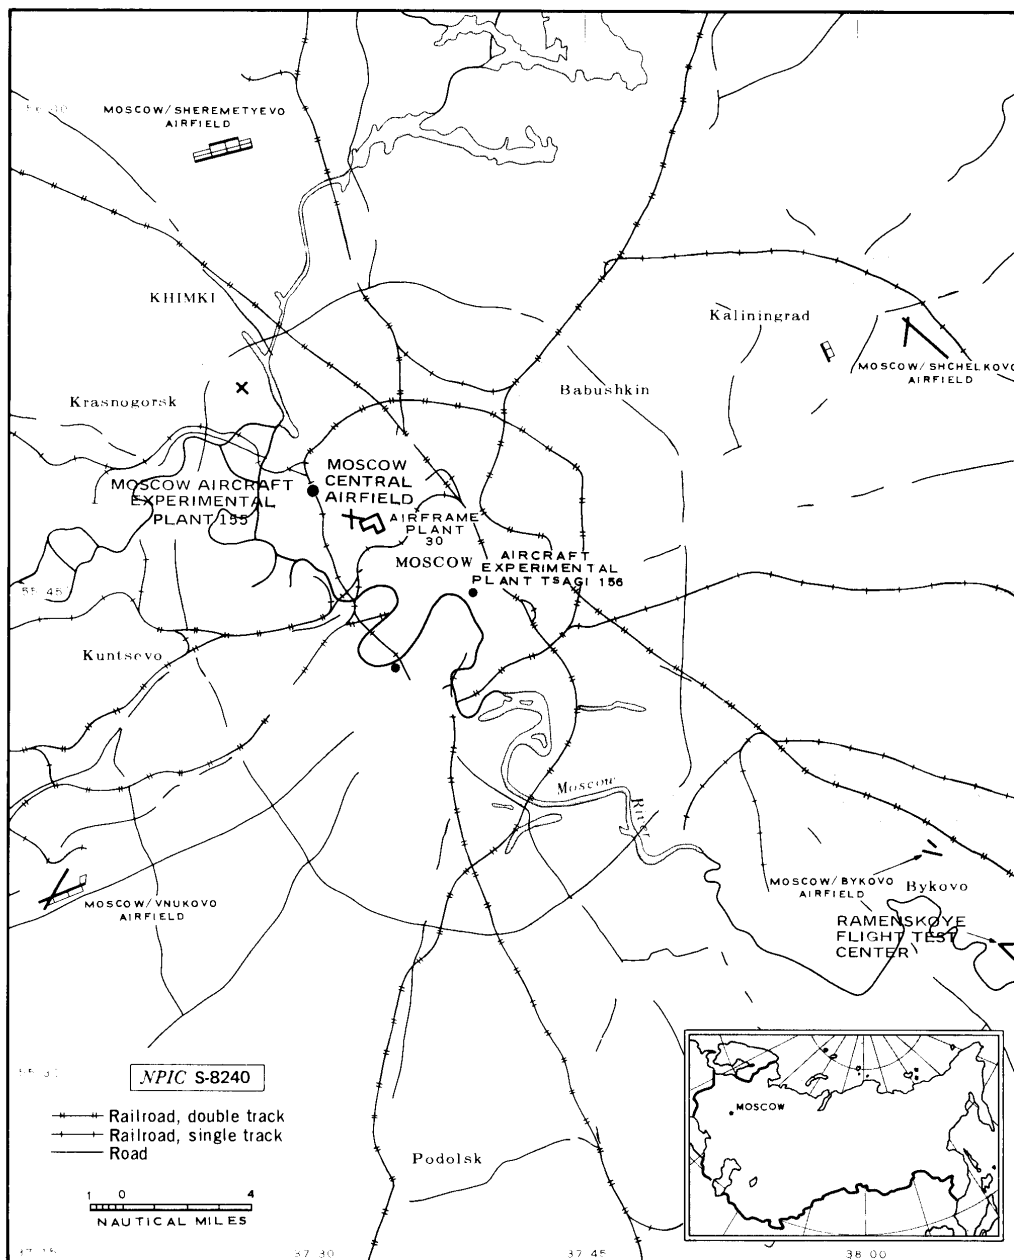 MOSCOW/SHEREMETYEVO
AIRFIELD
KHIMKI
Kaliningrad
MOSCOW/SHCHELKOVO
AIRFIELD
Krasnogorsk
Babushkin
MOSCOW
CENTRAL
AIRFIELD
MOSCOW AIRCRAFT
EXPERIMENTAL
PLANT 155
AIRFRAME
PLANT
30
MOSCOW
AIRCRAFT
EXPERIMENTAL
PLANT TSAGI 156
55 45
Kuntsevo
Moscow
River
MOSCOW/VNUKOVO
AIRFIELD
MOSCOW/BYKOVO
AIRFIELD
Bykovo
RAMENSKOYE
FLIGHT TEST
CENTER
NPIC S-8240
Railroad, double track
Railroad, single track
Road
1 0 4
NAUTICAL MILES
Podolsk
MOSCOW
37 30
37 45
38 00